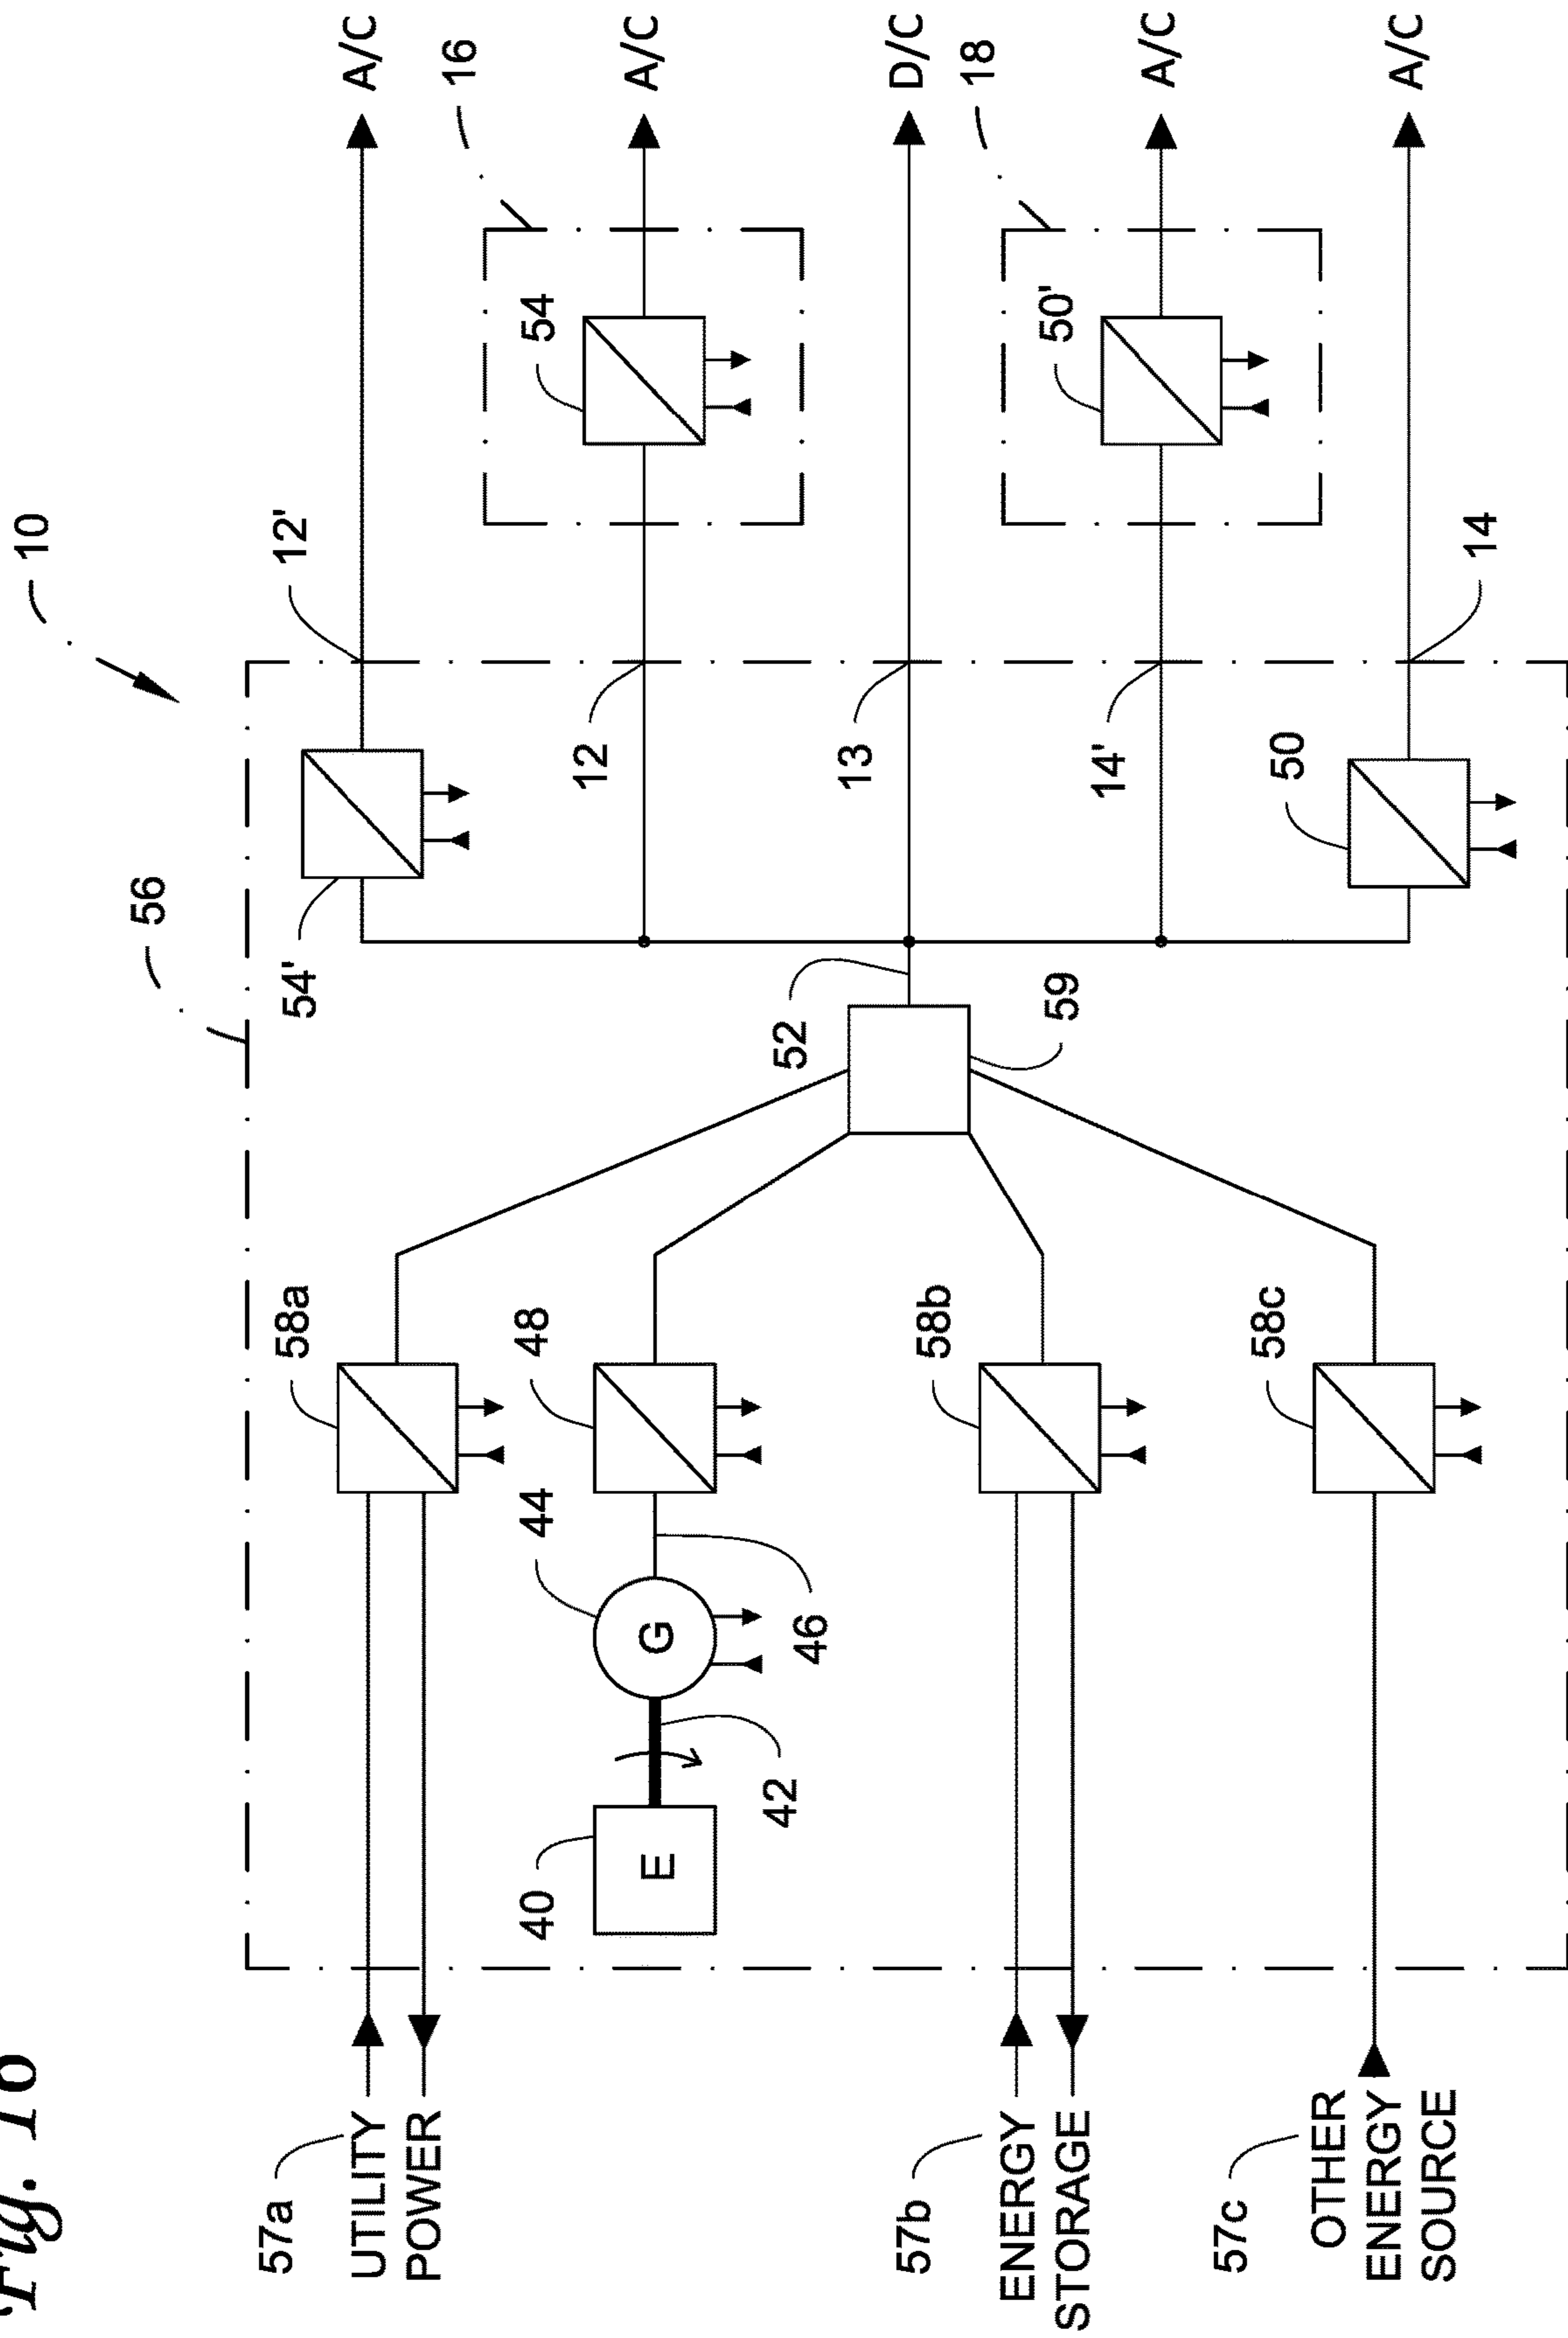 Fig. 16
10
56
12'
A/C
54'
16
54
12
A/C
52
13
D/C
59
18
50'
14'
A/C
50
14
A/C
57a
UTILITY
POWER
58a
40
E
42
44
G
46
48
57b
ENERGY
STORAGE
58b
57c
OTHER
ENERGY
SOURCE
58c